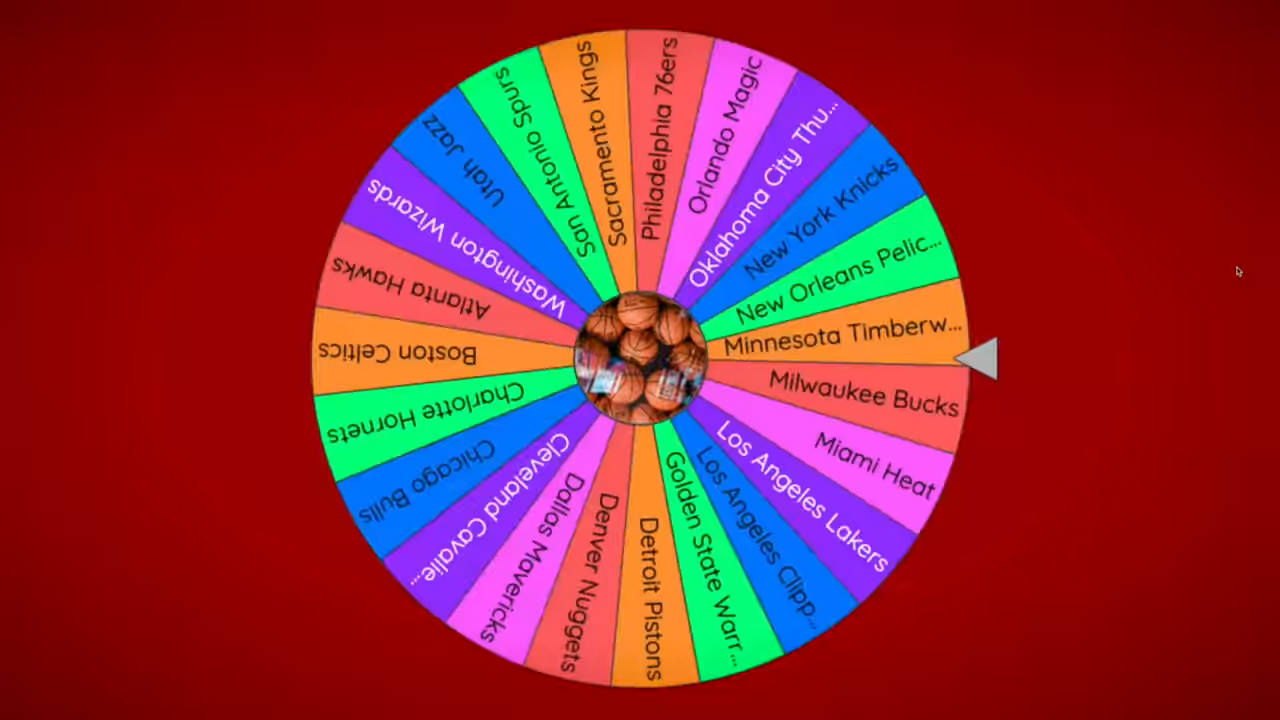 Sacramento Kings
Philadelphia 76ers
Orlando Magic
Oklahoma City Thu...
New York Knicks
New Orleans Pelic...
Minnesota Timberw...
Milwaukee Bucks
Miami Heat
Los Angeles Lakers
Los Angeles Clipp...
Golden State Warr...
Detroit Pistons
Denver Nuggets
Dallas Mavericks
Cleveland Cavalie...
Chicago Bulls
Charlotte Hornets
Boston Celtics
Atlanta Hawks
Washington Wizards
Utah Jazz
San Antonio Spurs